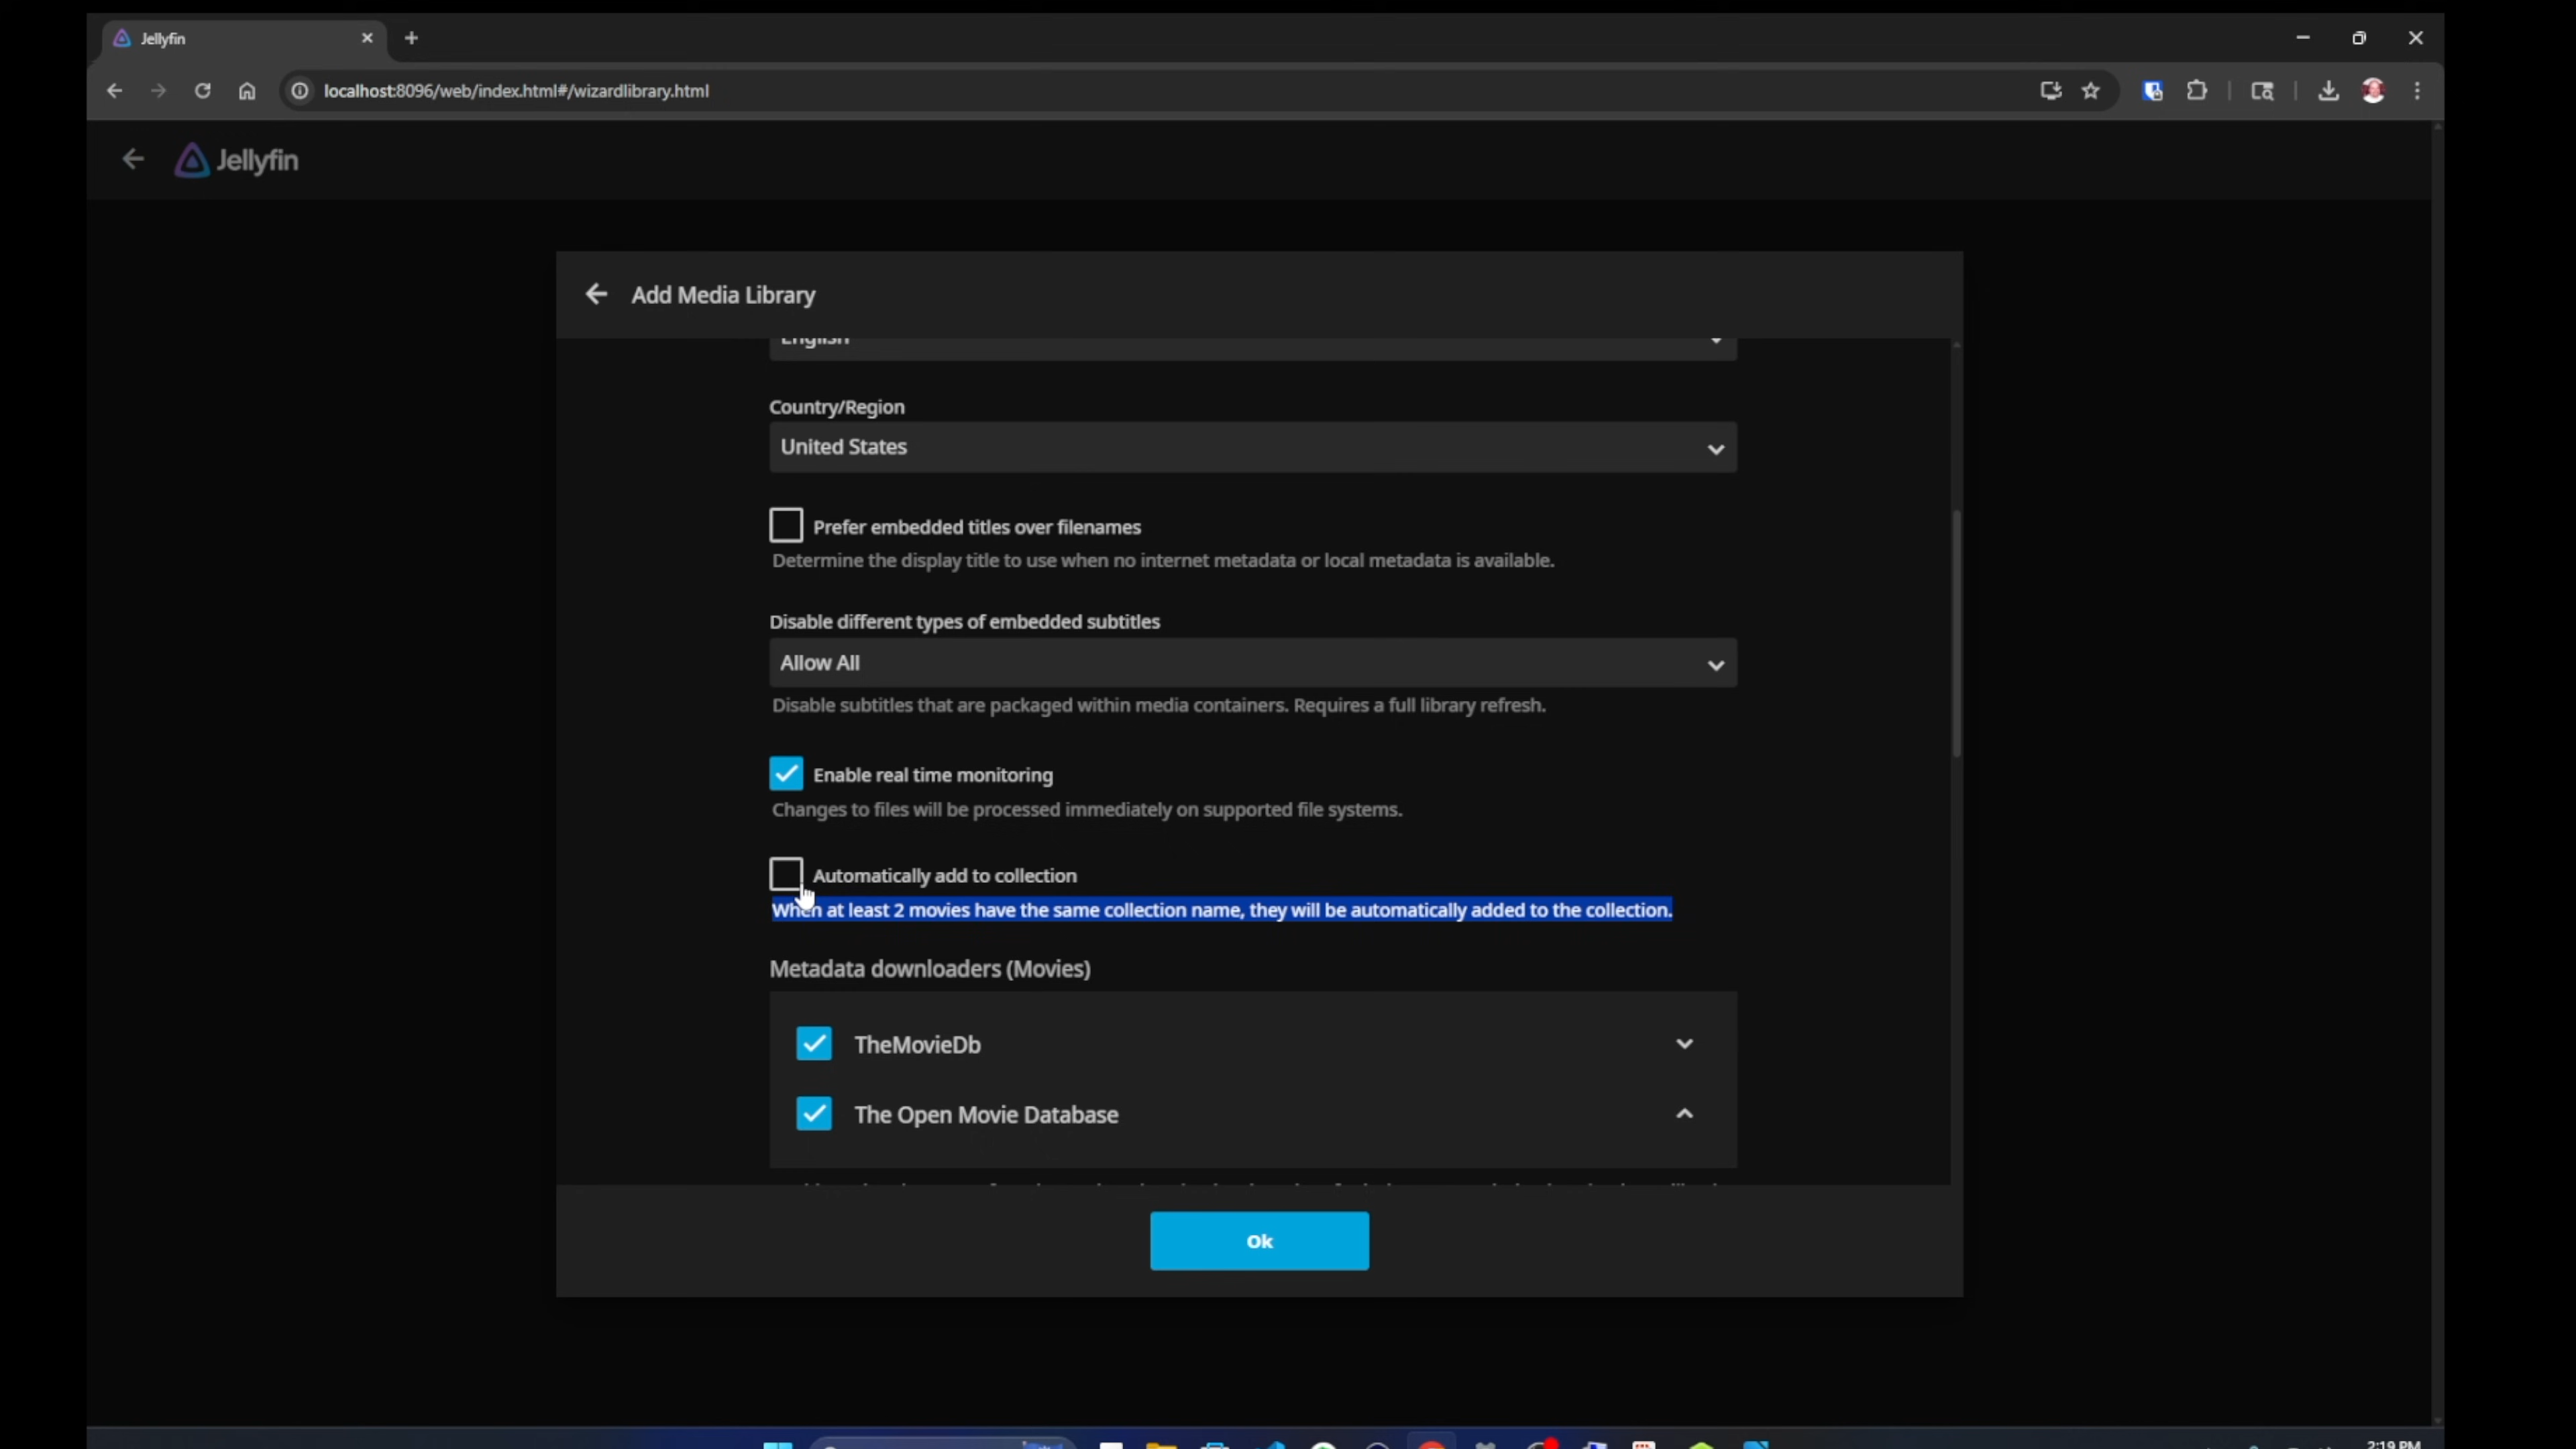 Jellyfin
localhost:8096/web/index.html#/wizardlibrary.html
Jellyfin
Add Media Library
English
Country/Region
United States
Prefer embedded titles over filenames
Determine the display title to use when no internet metadata or local metadata is available.
Disable different types of embedded subtitles
Allow All
Disable subtitles that are packaged within media containers. Requires a full library refresh.
Enable real time monitoring
Changes to files will be processed immediately on supported file systems.
Automatically add to collection
When at least 2 movies have the same collection name, they will be automatically added to the collection.
Metadata downloaders (Movies)
TheMovieDb
The Open Movie Database
Ok
2:19 PM